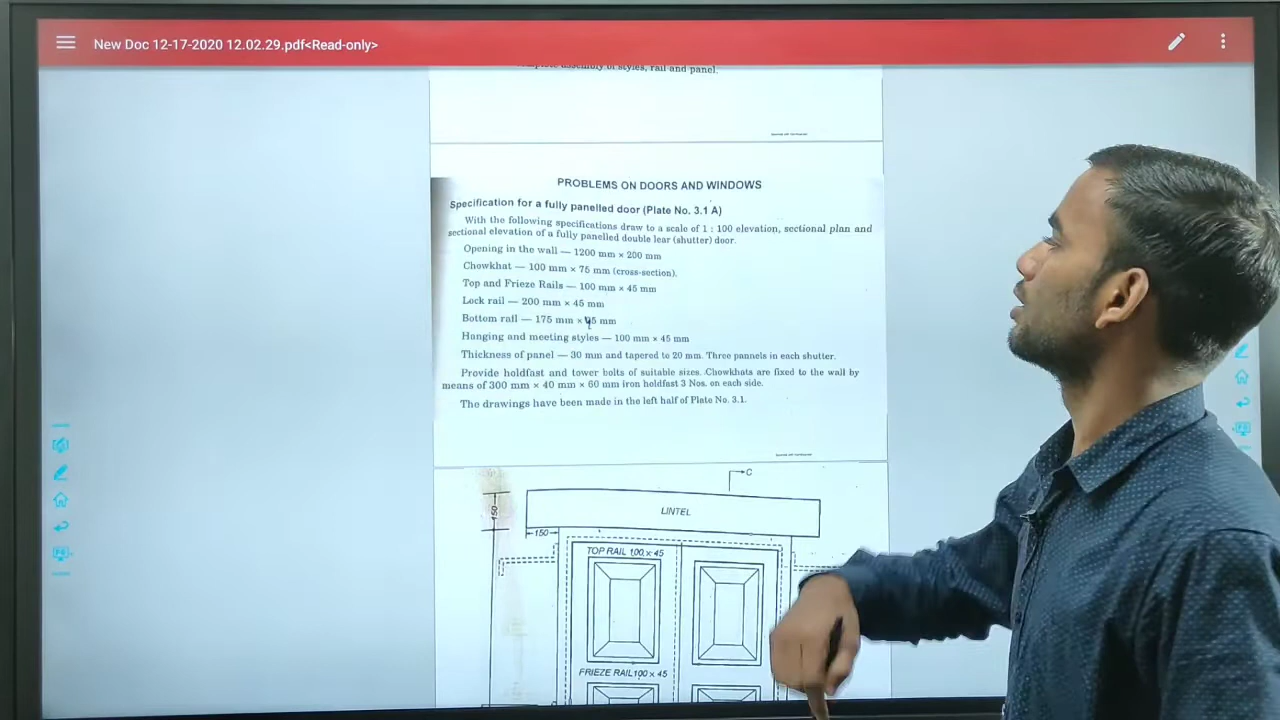 New Doc 12-17-2020 12.02.29.pdf<Read-only>
assembly of styles, rail and panel.
PROBLEMS ON DOORS AND WINDOWS
Specification for a fully panelled door (Plate No. 3.1 A)
With the following specifications draw to a scale of 1 : 100 elevation, sectional plan and
sectional elevation of a fully panelled double lear (shutter) door.
Opening in the wall — 1200 mm × 200 mm
Chowkhat — 100 mm × 75 mm (cross-section).
Top and Frieze Rails — 100 mm × 45 mm
Lock rail — 200 mm × 45 mm
Bottom rail — 175 mm × 45 mm
Hanging and meeting styles — 100 mm × 45 mm
Thickness of panel — 30 mm and tapered to 20 mm. Three pannels in each shutter.
Provide holdfast and tower bolts of suitable sizes. Chowkhats are fixed to the wall by
means of 300 mm × 40 mm × 60 mm iron holdfast 3 Nos. on each side.
The drawings have been made in the left half of Plate No. 3.1.
C
150
LINTEL
150
TOP RAIL 100 x 45
FRIEZE RAIL 100 x 45